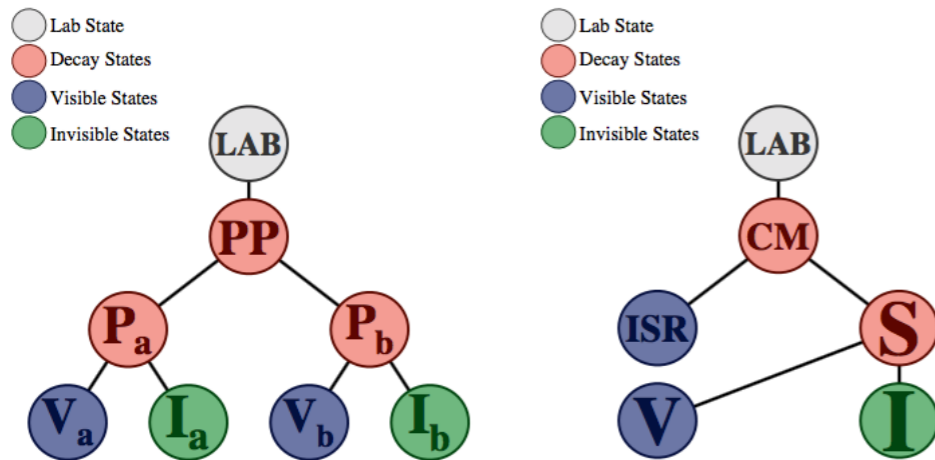 Lab State
Decay States
Visible States
Invisible States
LAB
PP
Pa
Pb
Va
Ia
Vb
Ib
Lab State
Decay States
Visible States
Invisible States
LAB
CM
ISR
S
V
I